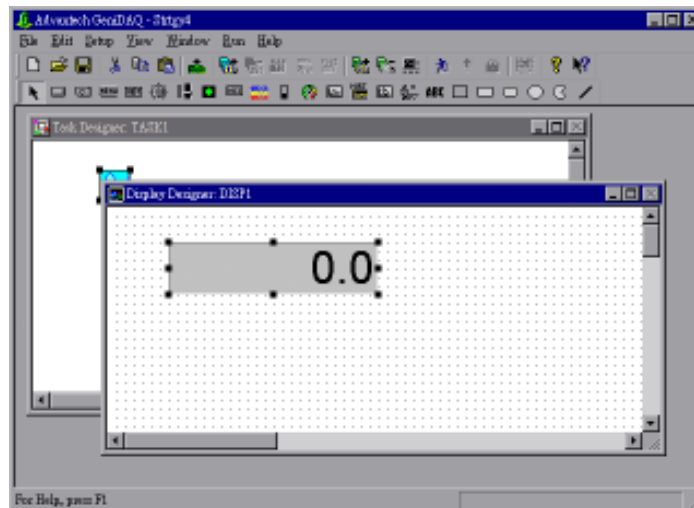 Advantech GeniDAQ - Strtgy4
File Edit Setup View Window Run Help
ABC
Task Designer: TASK1
Display Designer: DISP1
0.0
For Help, press F1